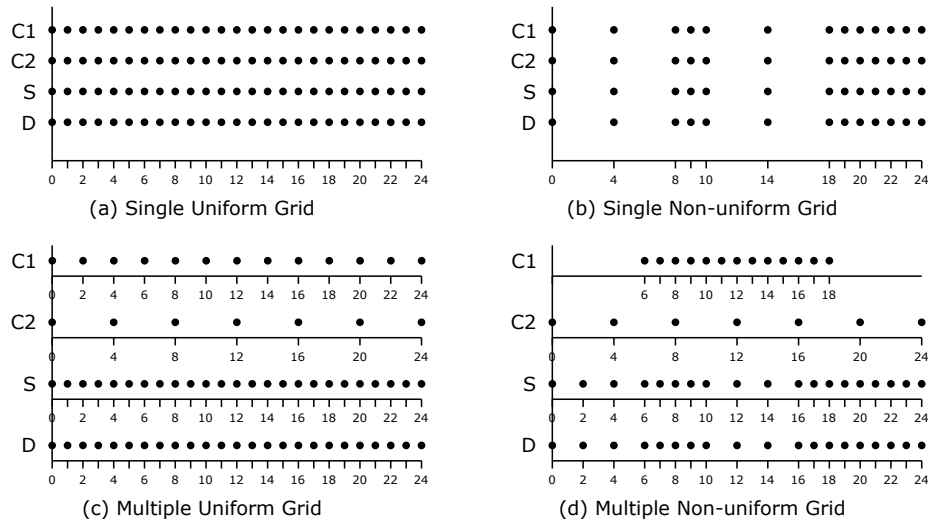 C1
C2
S
D
0 2 4 6 8 10 12 14 16 18 20 22 24
(a) Single Uniform Grid
C1
C2
S
D
0 4 8 10 14 18 20 22 24
(b) Single Non-uniform Grid
C1
0 2 4 6 8 10 12 14 16 18 20 22 24
C2
0 4 8 12 16 20 24
S
0 2 4 6 8 10 12 14 16 18 20 22 24
D
0 2 4 6 8 10 12 14 16 18 20 22 24
(c) Multiple Uniform Grid
C1
6 8 10 12 14 16 18
C2
0 4 8 12 16 20 24
S
0 2 4 6 8 10 12 14 16 18 20 22 24
D
0 2 4 6 8 10 12 14 16 18 20 22 24
(d) Multiple Non-uniform Grid